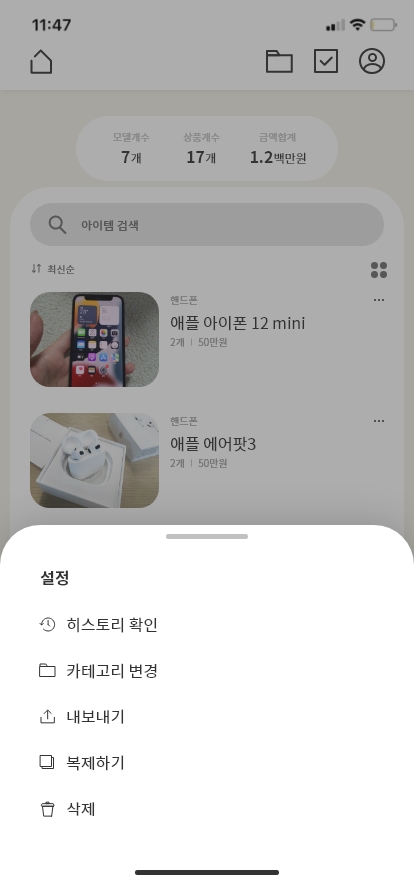 11:47
모델개수 상품개수 금액합계
7개 17개 1.2백만원
아이템 검색
최신순
핸드폰
애플 아이폰 12 mini
2개 | 50만원
핸드폰
애플 에어팟3
2개 | 50만원
설정
히스토리 확인
카테고리 변경
내보내기
복제하기
삭제